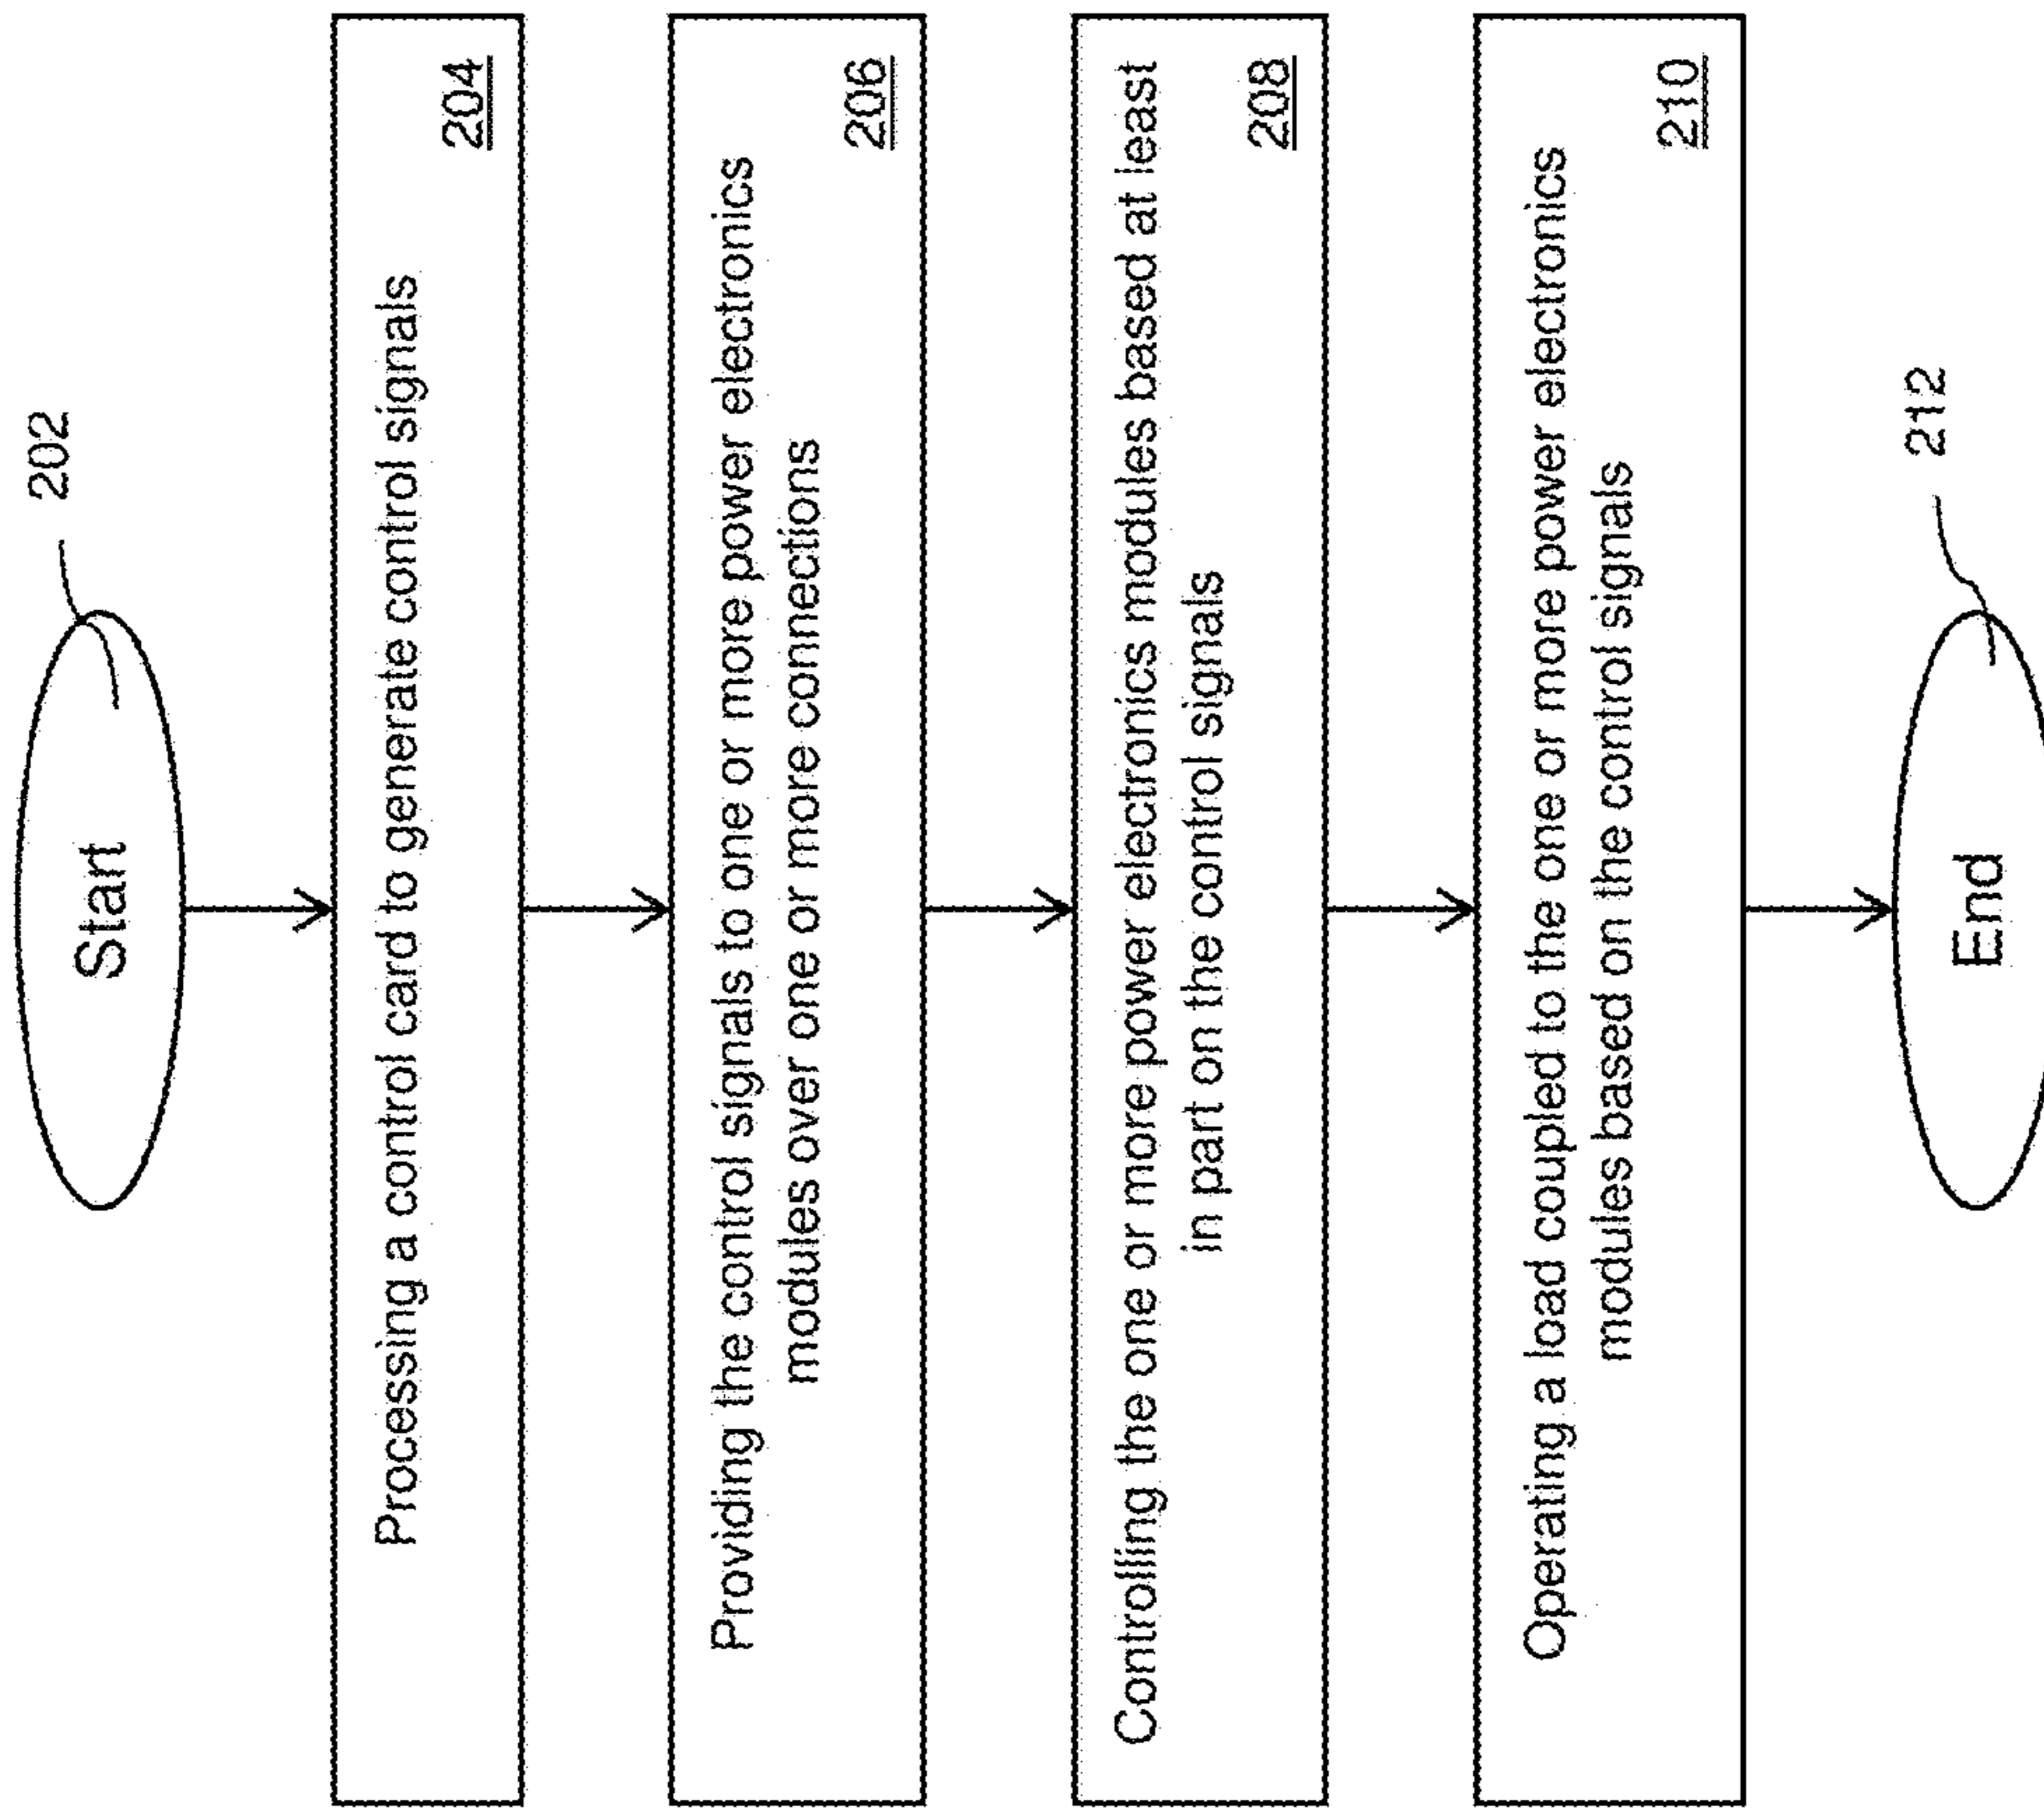 202
Start
Processing a control card to generate control signals
204
Providing the control signals to one or more power electronics
modules over one or more connections
206
Controlling the one or more power electronics modules based at least
in part on the control signals
208
Operating a load coupled to the one or more power electronics
modules based on the control signals
210
212
End